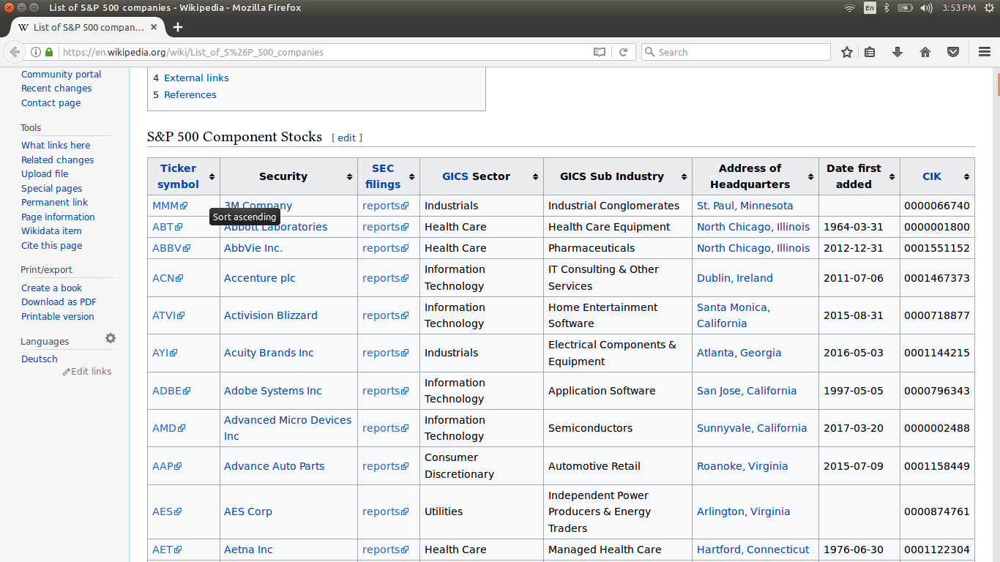 List of S&P 500 companies - Wikipedia - Mozilla Firefox
En
3:53 PM
W List of S&P 500 compan...
https://en.wikipedia.org/wiki/List_of_S%26P_500_companies
Search
Community portal
Recent changes
Contact page
Tools
What links here
Related changes
Upload file
Special pages
Permanent link
Page information
Wikidata item
Cite this page
Print/export
Create a book
Download as PDF
Printable version
Languages
Deutsch
Edit links
4 External links
5 References
S&P 500 Component Stocks [ edit ]
Ticker symbol Security SEC filings GICS Sector GICS Sub Industry Address of Headquarters Date first added CIK
MMM 3M Company reports Industrials Industrial Conglomerates St. Paul, Minnesota 0000066740
Sort ascending
ABT Abbott Laboratories reports Health Care Health Care Equipment North Chicago, Illinois 1964-03-31 0000001800
ABBV AbbVie Inc. reports Health Care Pharmaceuticals North Chicago, Illinois 2012-12-31 0001551152
ACN Accenture plc reports Information Technology IT Consulting & Other Services Dublin, Ireland 2011-07-06 0001467373
ATVI Activision Blizzard reports Information Technology Home Entertainment Software Santa Monica, California 2015-08-31 0000718877
AYI Acuity Brands Inc reports Industrials Electrical Components & Equipment Atlanta, Georgia 2016-05-03 0001144215
ADBE Adobe Systems Inc reports Information Technology Application Software San Jose, California 1997-05-05 0000796343
AMD Advanced Micro Devices Inc reports Information Technology Semiconductors Sunnyvale, California 2017-03-20 0000002488
AAP Advance Auto Parts reports Consumer Discretionary Automotive Retail Roanoke, Virginia 2015-07-09 0001158449
AES AES Corp reports Utilities Independent Power Producers & Energy Traders Arlington, Virginia 0000874761
AET Aetna Inc reports Health Care Managed Health Care Hartford, Connecticut 1976-06-30 0001122304